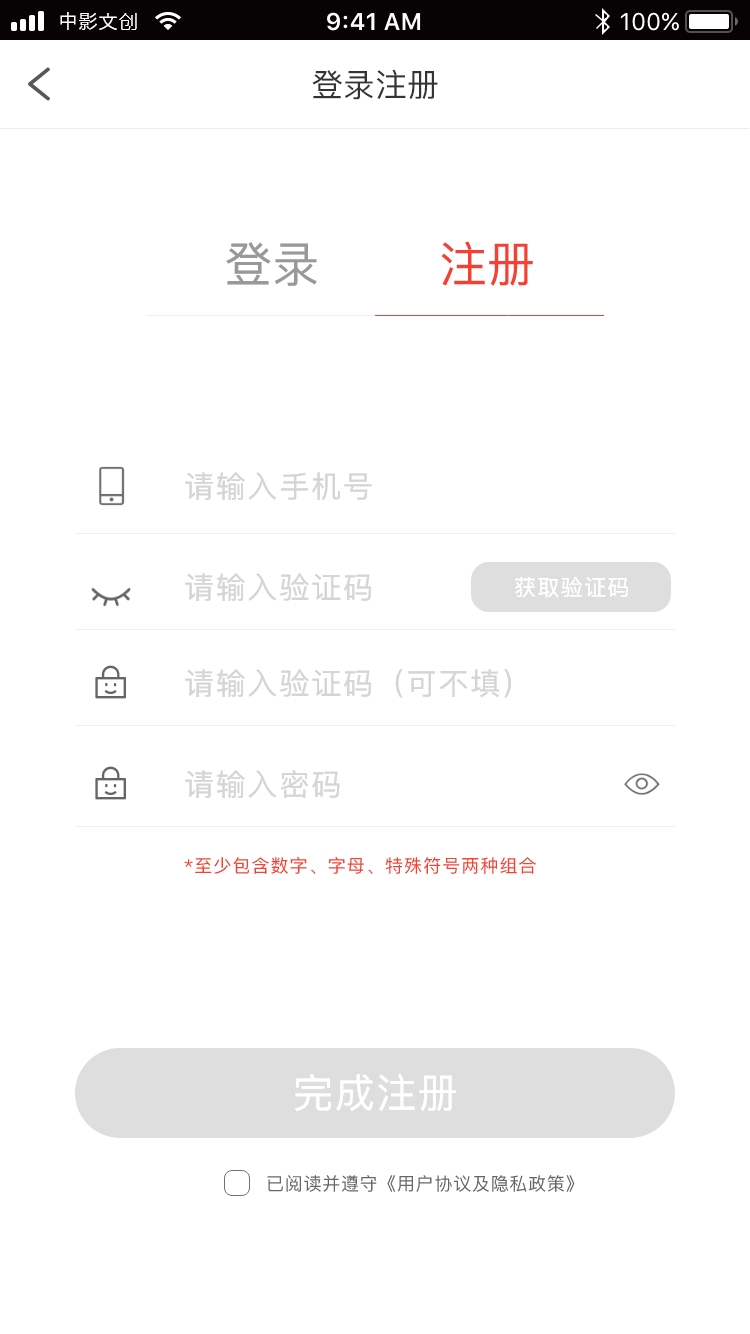 中影文创 9:41 AM 100%
登录注册
登录 注册
请输入手机号
请输入验证码 获取验证码
请输入验证码（可不填）
请输入密码
*至少包含数字、字母、特殊符号两种组合
完成注册
已阅读并遵守《用户协议及隐私政策》